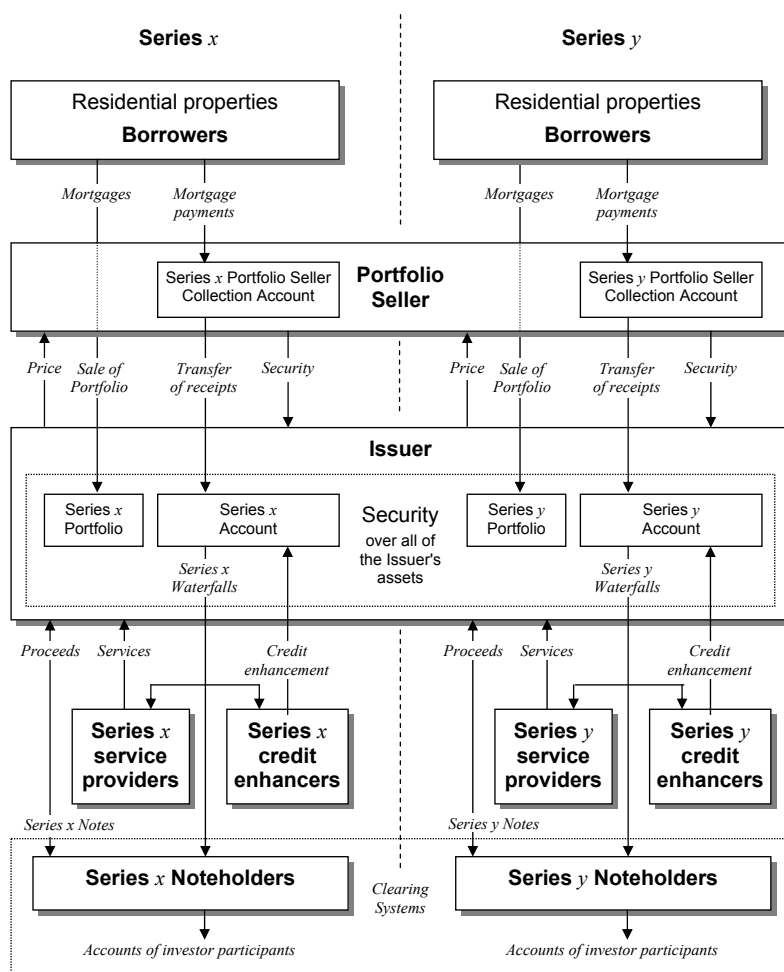 Series x
Series y
Residential properties
Borrowers
Residential properties
Borrowers
Mortgages
Mortgage
payments
Mortgages
Mortgage
payments
Series x Portfolio Seller
Collection Account
Portfolio
Seller
Series y Portfolio Seller
Collection Account
Price
Sale of
Portfolio
Transfer
of receipts
Security
Price
Sale of
Portfolio
Transfer
of receipts
Security
Issuer
Series x
Portfolio
Series x
Account
Security
over all of
the Issuer's
assets
Series y
Portfolio
Series y
Account
Series x
Waterfalls
Series y
Waterfalls
Proceeds
Services
Credit
enhancement
Proceeds
Services
Credit
enhancement
Series x
service
providers
Series x
credit
enhancers
Series y
service
providers
Series y
credit
enhancers
Series x Notes
Series y Notes
Series x Noteholders
Clearing
Systems
Series y Noteholders
Accounts of investor participants
Accounts of investor participants